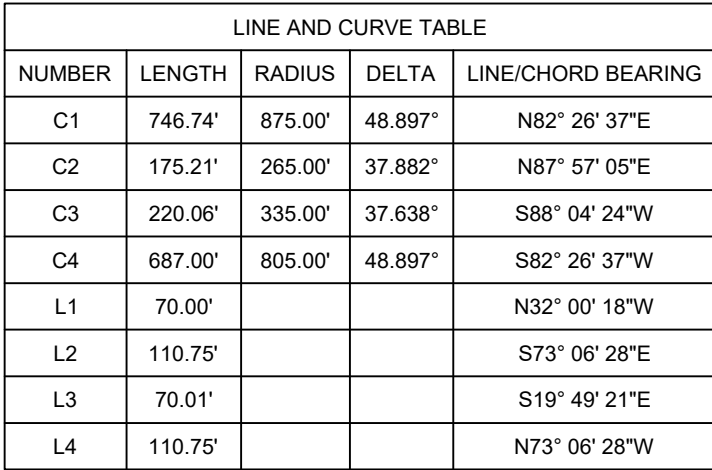 LINE AND CURVE TABLE
NUMBER LENGTH RADIUS DELTA LINE/CHORD BEARING
C1 746.74' 875.00' 48.897° N82° 26' 37"E
C2 175.21' 265.00' 37.882° N87° 57' 05"E
C3 220.06' 335.00' 37.638° S88° 04' 24"W
C4 687.00' 805.00' 48.897° S82° 26' 37"W
L1 70.00' N32° 00' 18"W
L2 110.75' S73° 06' 28"E
L3 70.01' S19° 49' 21"E
L4 110.75' N73° 06' 28"W